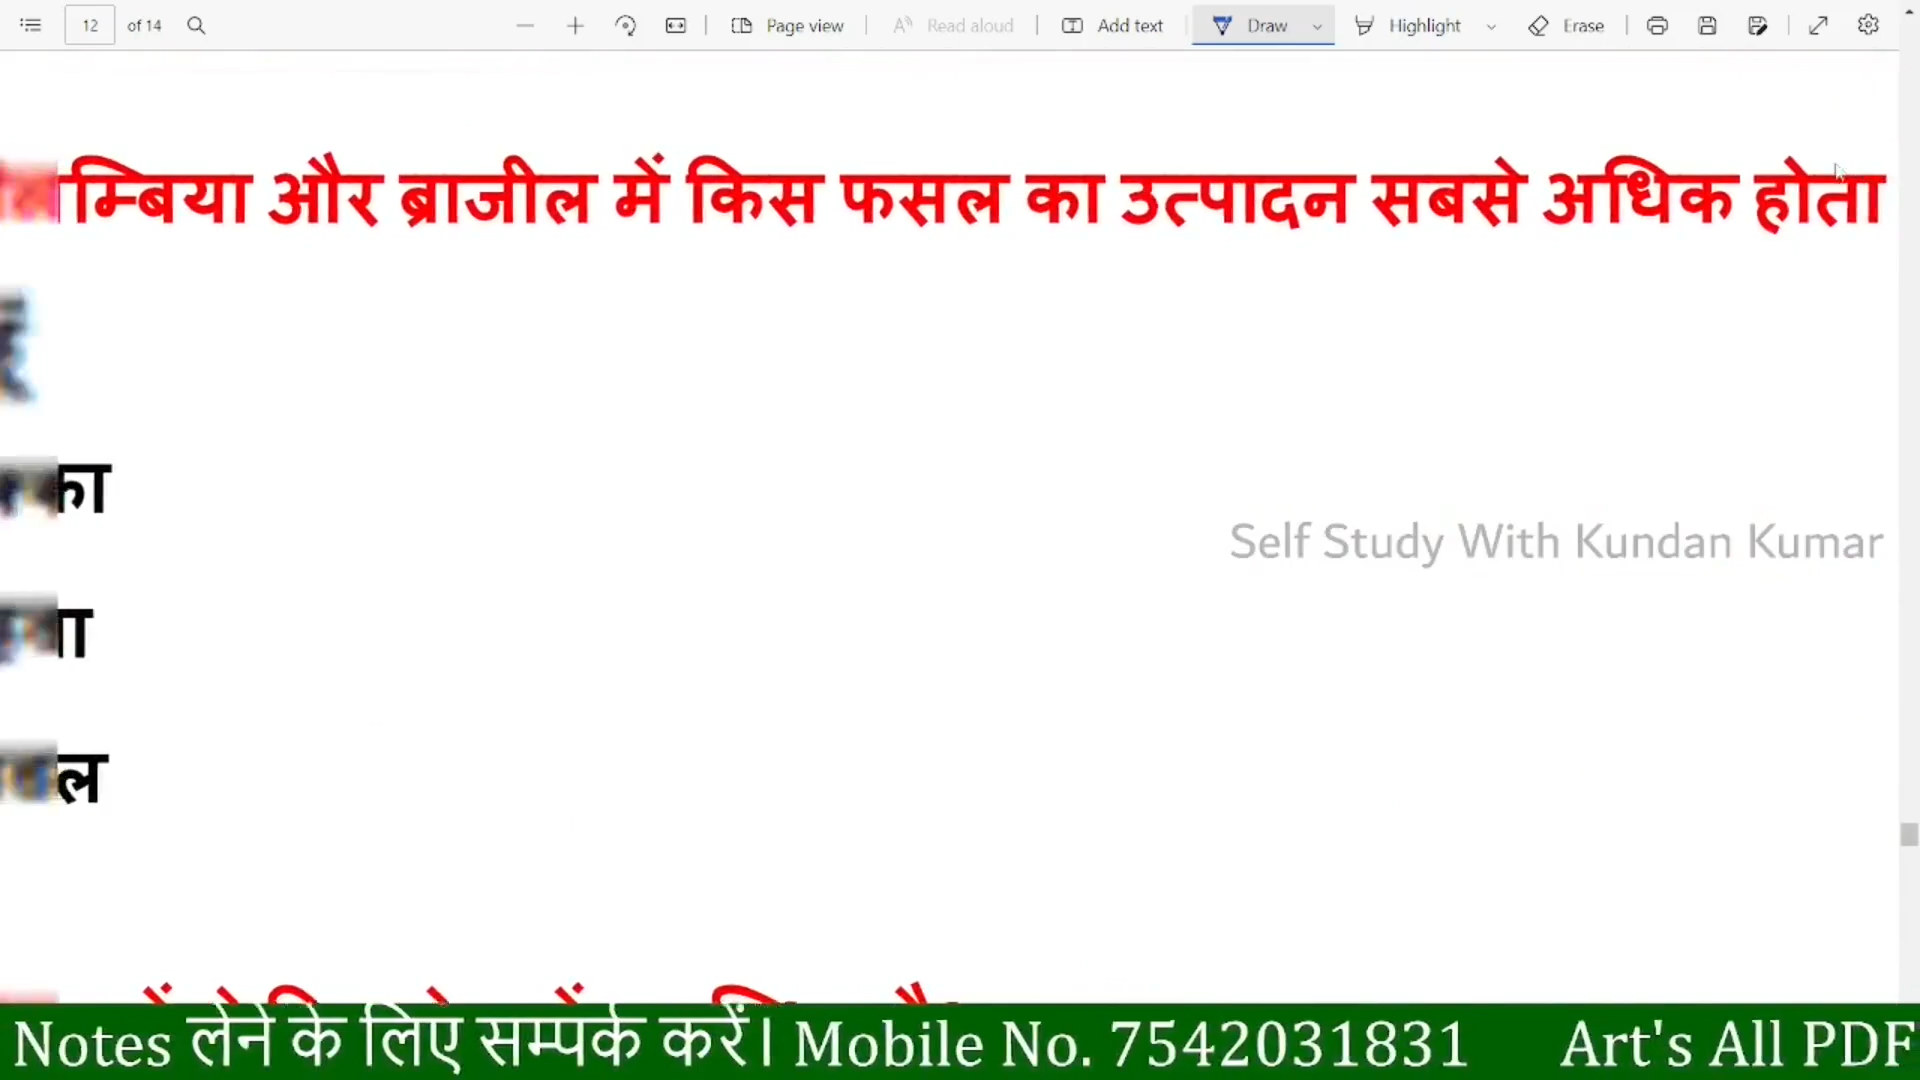 12 of 14 Page view Read aloud Add text Draw Highlight Erase
म्बिया और ब्राजील में किस फसल का उत्पादन सबसे अधिक होता
Self Study With Kundan Kumar
Notes लेने के लिए सम्पर्क करें। Mobile No. 7542031831 Art's All PDF